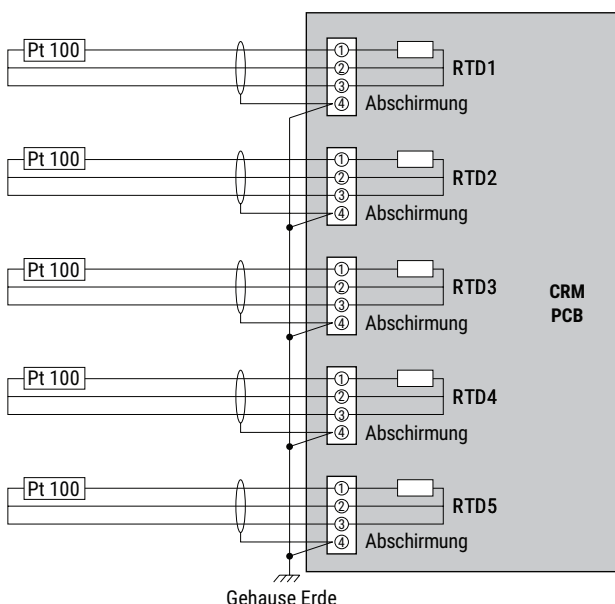 Pt 100
①
②
③
④
RTD1
Abschirmung
Pt 100
①
②
③
④
RTD2
Abschirmung
Pt 100
①
②
③
④
RTD3
Abschirmung
CRM
PCB
Pt 100
①
②
③
④
RTD4
Abschirmung
Pt 100
①
②
③
④
RTD5
Abschirmung
Gehause Erde